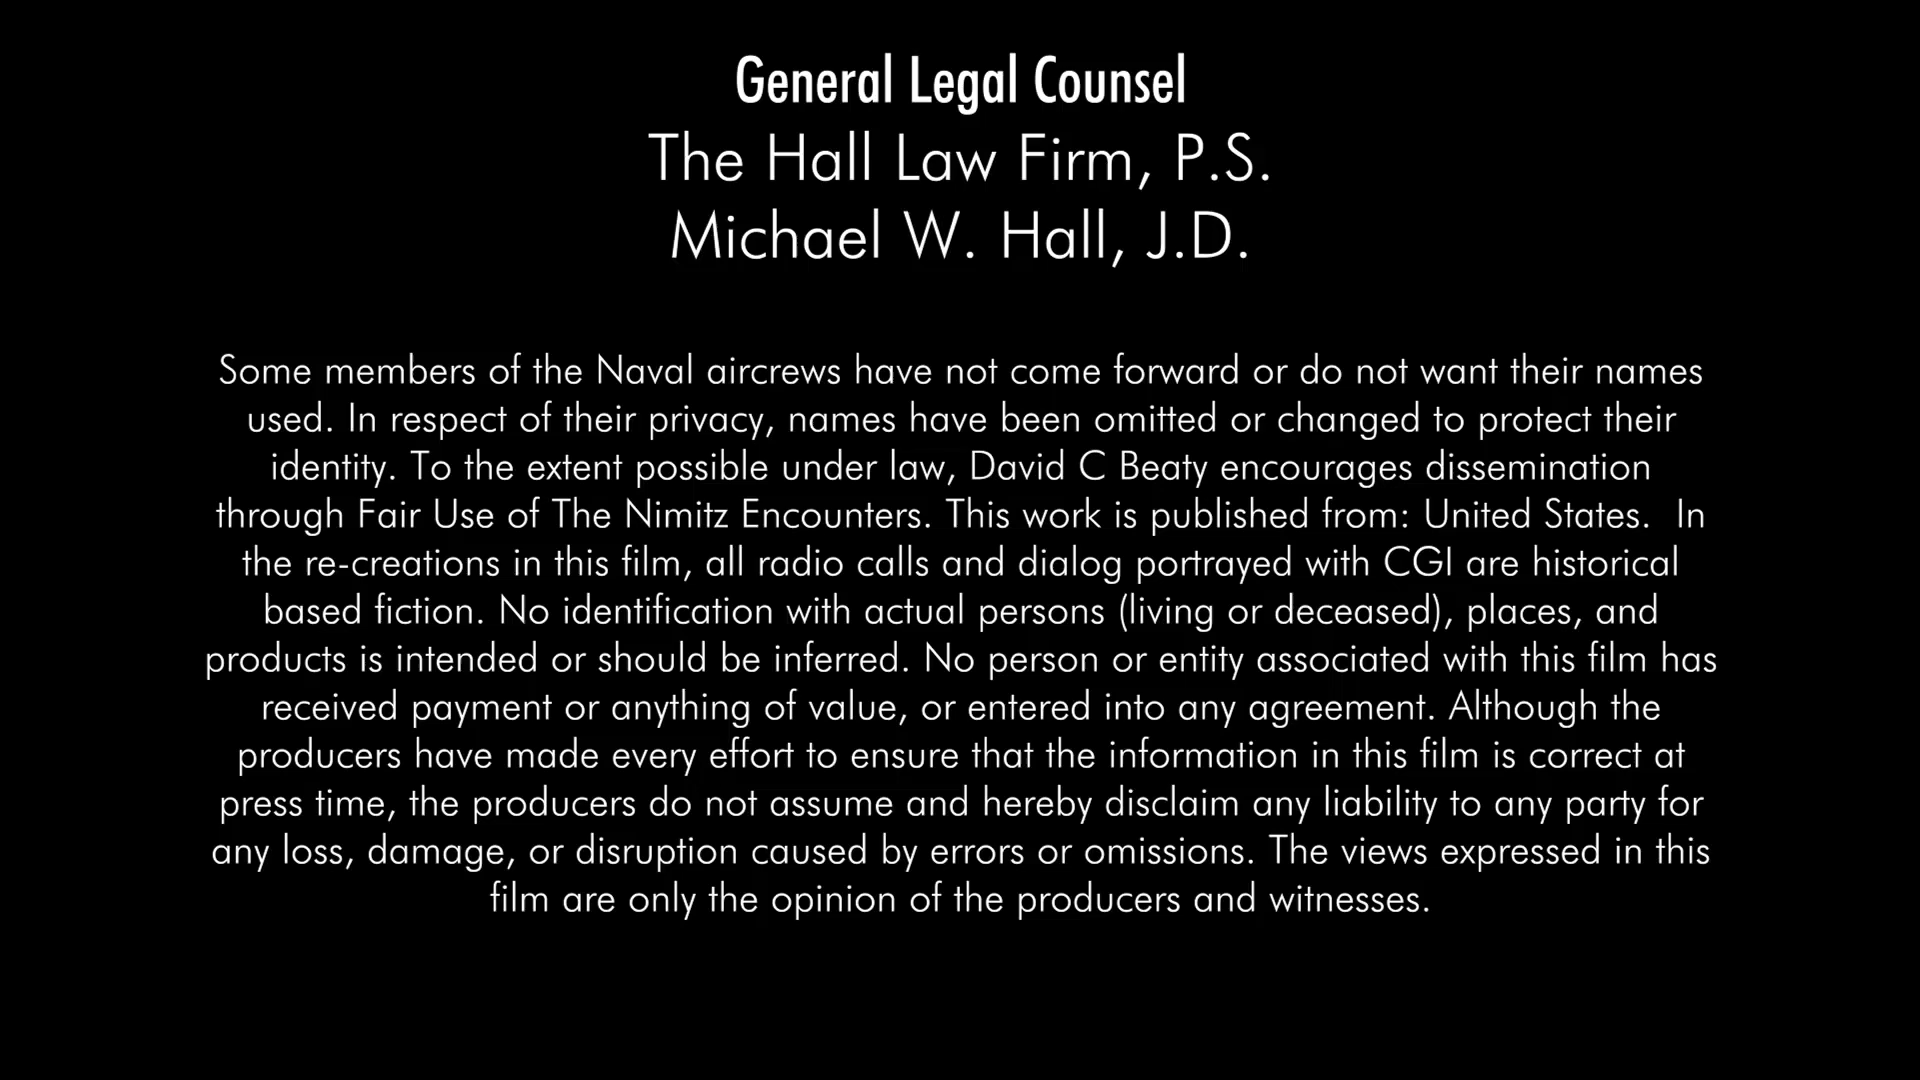 General Legal Counsel
The Hall Law Firm, P.S.
Michael W. Hall, J.D.
Some members of the Naval aircrews have not come forward or do not want their names
used. In respect of their privacy, names have been omitted or changed to protect their
identity. To the extent possible under law, David C Beaty encourages dissemination
through Fair Use of The Nimitz Encounters. This work is published from: United States.  In
the re-creations in this film, all radio calls and dialog portrayed with CGI are historical
based fiction. No identification with actual persons (living or deceased), places, and
products is intended or should be inferred. No person or entity associated with this film has
received payment or anything of value, or entered into any agreement. Although the
producers have made every effort to ensure that the information in this film is correct at
press time, the producers do not assume and hereby disclaim any liability to any party for
any loss, damage, or disruption caused by errors or omissions. The views expressed in this
film are only the opinion of the producers and witnesses.